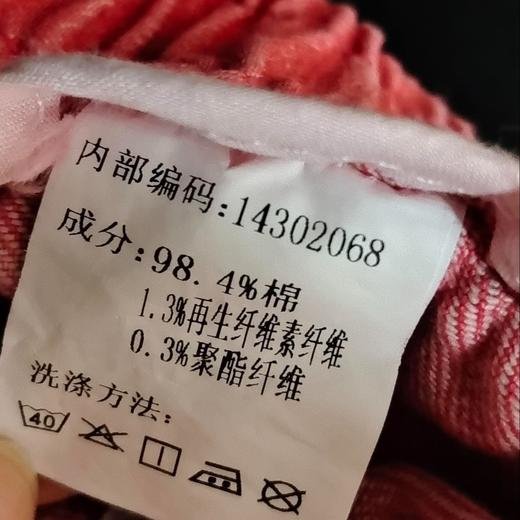 内部编码:14302068
成分:98.4%棉
1.3%再生纤维素纤维
0.3%聚酯纤维
洗涤方法:
40